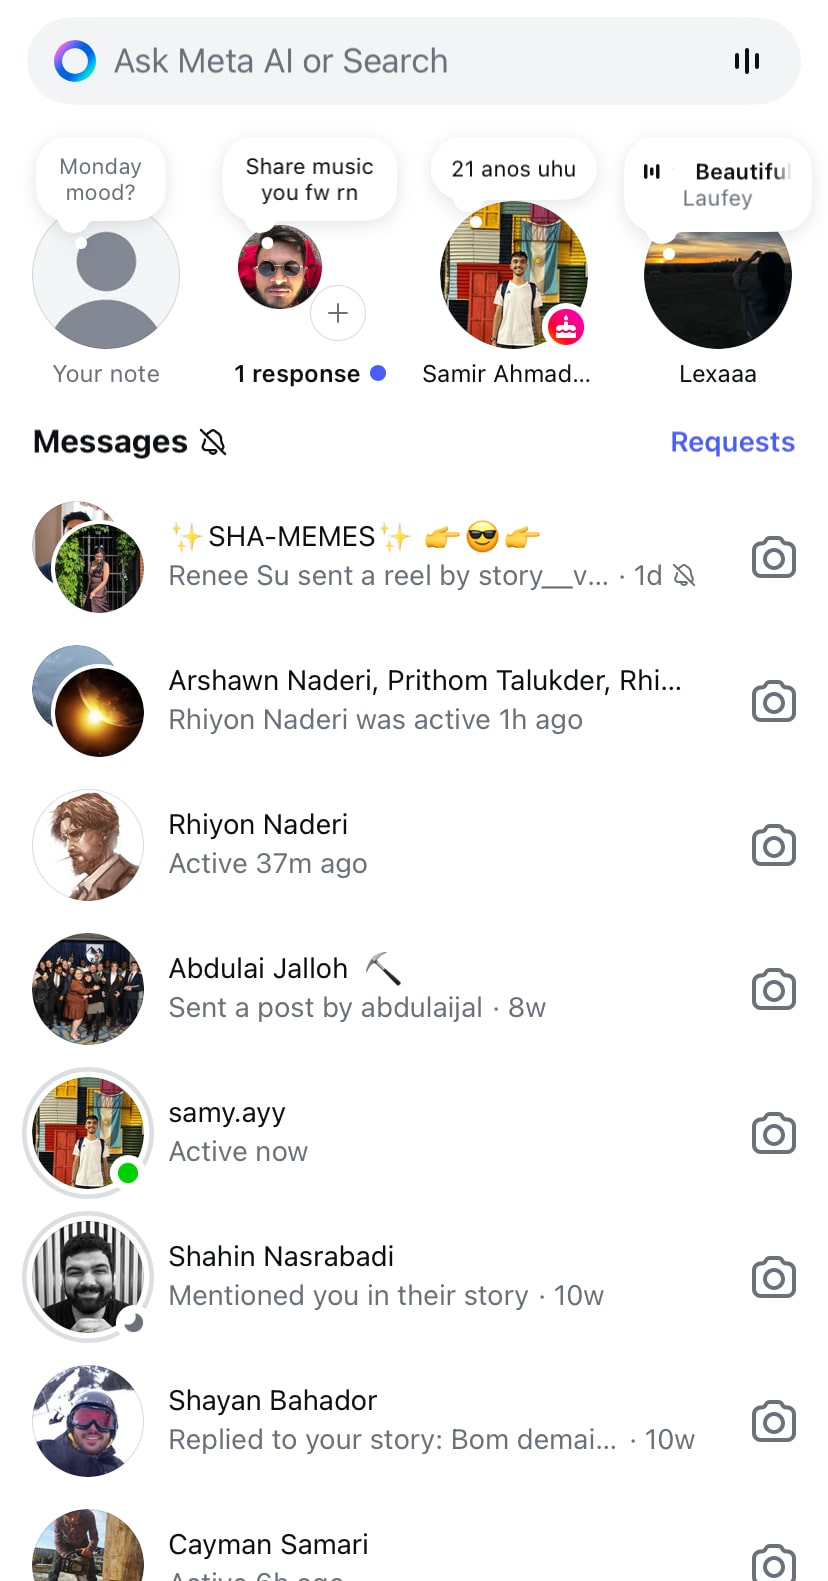 Ask Meta AI or Search
Monday
mood?
Share music
you fw rn
21 anos uhu
Beautiful
Laufey
Your note
1 response
Samir Ahmad...
Lexaaa
Messages
Requests
✨SHA-MEMES✨ 👉😎👉
Renee Su sent a reel by story__v... · 1d
Arshawn Naderi, Prithom Talukder, Rhi...
Rhiyon Naderi was active 1h ago
Rhiyon Naderi
Active 37m ago
Abdulai Jalloh ⛏️
Sent a post by abdulaijal · 8w
samy.ayy
Active now
Shahin Nasrabadi
Mentioned you in their story · 10w
Shayan Bahador
Replied to your story: Bom demai... · 10w
Cayman Samari
Active 6h ago